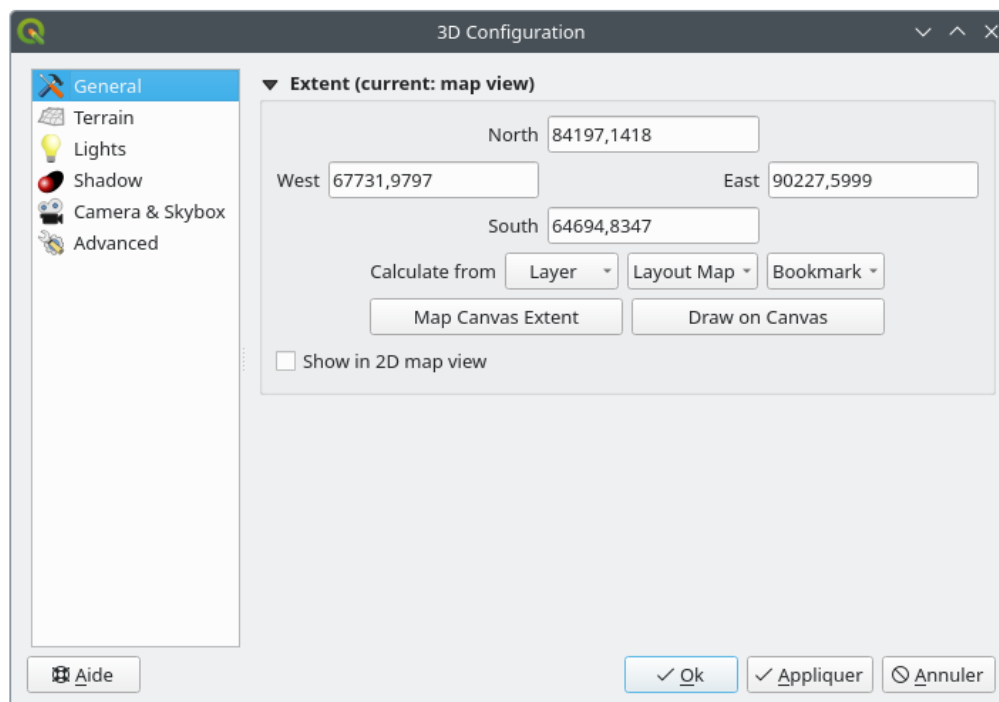 3D Configuration
General
Terrain
Lights
Shadow
Camera & Skybox
Advanced
Extent (current: map view)
North 84197,1418
West 67731,9797 East 90227,5999
South 64694,8347
Calculate from Layer Layout Map Bookmark
Map Canvas Extent Draw on Canvas
Show in 2D map view
Aide Ok Appliquer Annuler